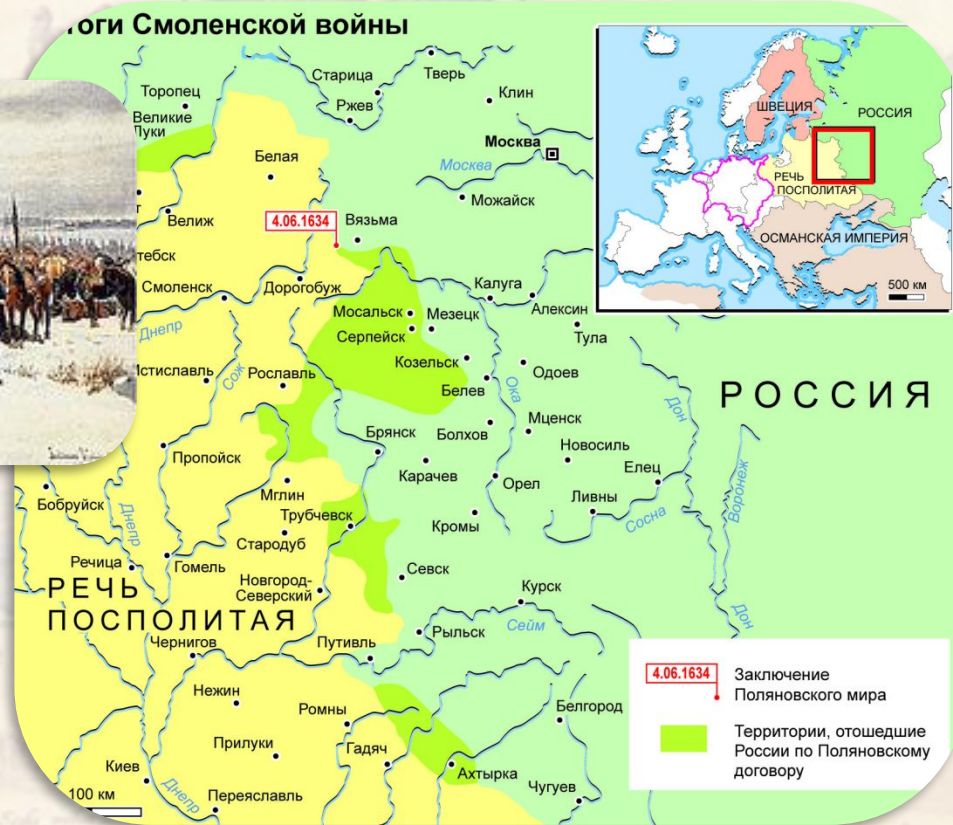 оги Смоленской войны
Торопец
Великие
Луки
Старица
Ржев
Тверь
Клин
Москва
Москва
Можайск
Белая
Велиж
4.06.1634
Вязьма
Смоленск
Дорогобуж
Днепр
Калуга
Алексин
Тула
Мосальск
Мезецк
Серпейск
Козельск
Белев
Одоев
Ока
Рославль
Сож
Мценск
Болхов
Новосиль
Брянск
Карачев
Орел
Елец
Ливны
Сосна
Дон
Воронеж
РОССИЯ
Пропойск
Мглин
Трубчевск
Кромы
Бобруйск
Днепр
Стародуб
Речица
Гомель
Новгород-
Северский
Севск
Курск
Сейм
Рыльск
Путивль
РЕЧЬ
ПОСПОЛИТАЯ
Чернигов
Нежин
Ромны
Прилуки
Гадяч
Ахтырка
Белгород
Чугуев
Киев
Днепр
Переяславль
Дон
100 км
ШВЕЦИЯ
РОССИЯ
РЕЧЬ
ПОСПОЛИТАЯ
ОСМАНСКАЯ ИМПЕРИЯ
500 км
4.06.1634
Заключение
Поляновского мира
Территории, отошедшие
России по Поляновскому
договору